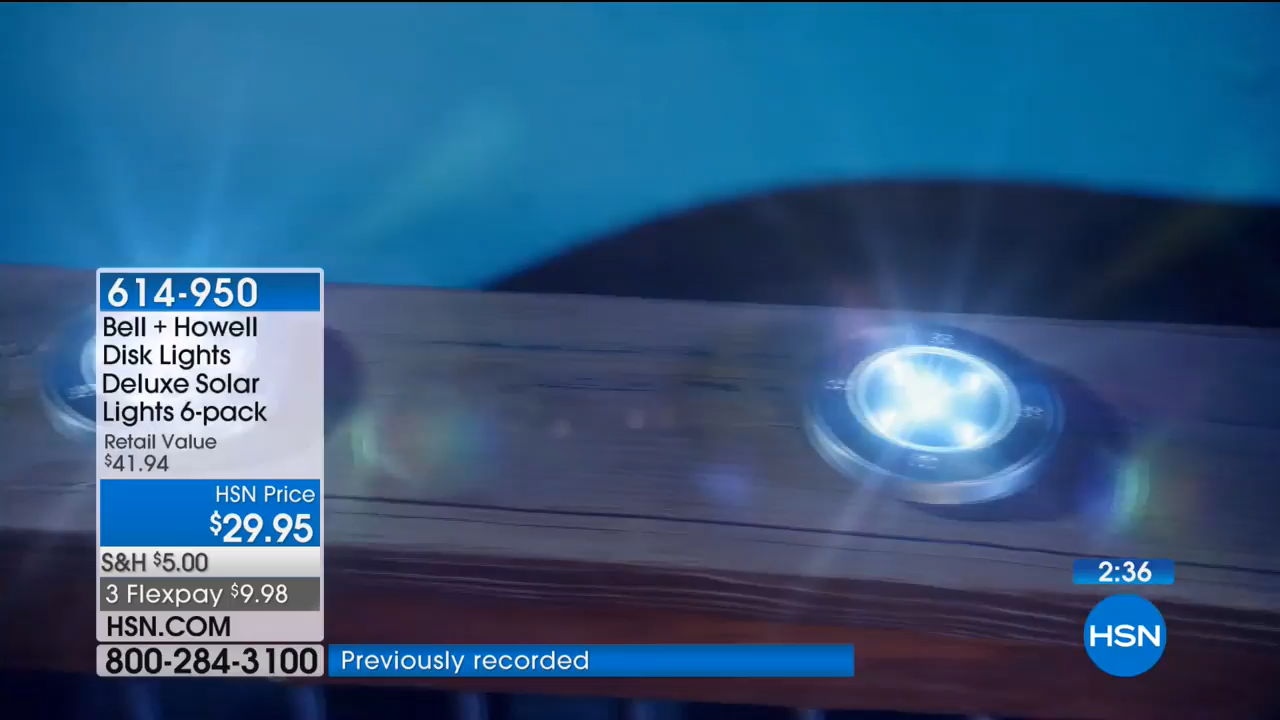 614-950
Bell + Howell
Disk Lights
Deluxe Solar
Lights 6-pack
Retail Value
$41.94
HSN Price
$29.95
S&H $5.00
3 Flexpay $9.98
HSN.COM
800-284-3100
Previously recorded
2:36
HSN